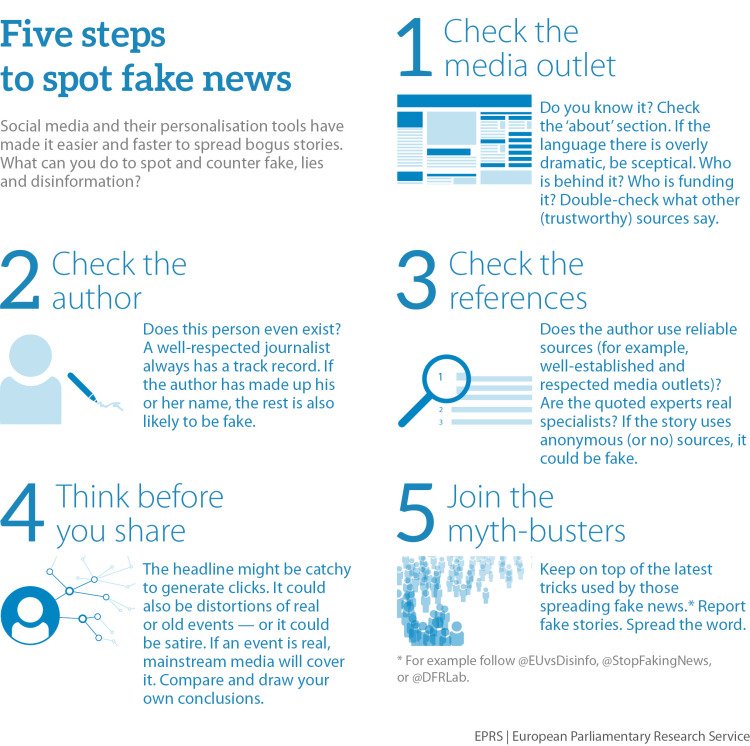 Five steps
to spot fake news
Social media and their personalisation tools have
made it easier and faster to spread bogus stories.
What can you do to spot and counter fake, lies
and disinformation?
1 Check the
media outlet
Do you know it? Check
the ‘about’ section. If the
language there is overly
dramatic, be sceptical. Who
is behind it? Who is funding
it? Double-check what other
(trustworthy) sources say.
2 Check the
author
Does this person even exist?
A well-respected journalist
always has a track record. If
the author has made up his
or her name, the rest is also
likely to be fake.
3 Check the
references
1
2
3
Does the author use reliable
sources (for example,
well-established and
respected media outlets)?
Are the quoted experts real
specialists? If the story uses
anonymous (or no) sources, it
could be fake.
4 Think before
you share
The headline might be catchy
to generate clicks. It could
also be distortions of real
or old events — or it could
be satire. If an event is real,
mainstream media will cover
it. Compare and draw your
own conclusions.
5 Join the
myth-busters
Keep on top of the latest
tricks used by those
spreading fake news.* Report
fake stories. Spread the word.
* For example follow @EUvsDisinfo, @StopFakingNews,
or @DFRLab.
EPRS | European Parliamentary Research Service